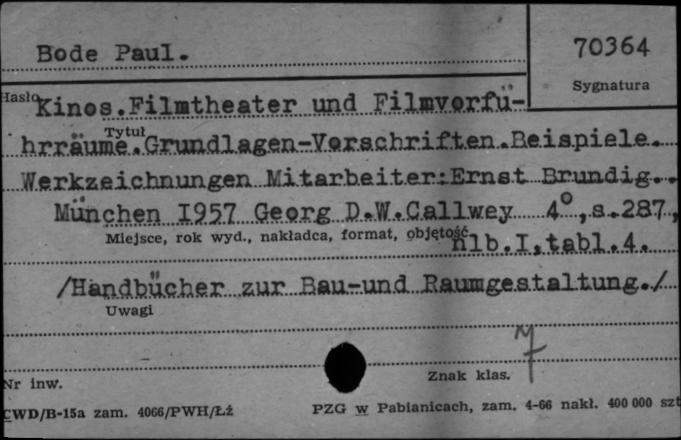 Bode Paul.
70364
Sygnatura
Hasło
Kinos.Filmtheater und Filmvorfü-
Tytuł
hrräume.Grundlagen-Vorschriften.Beispiele.
Werkzeichnungen Mitarbeiter:Ernst Brundig..
München I957 Georg D.W.Callwey 4°,s.287,
Miejsce, rok wyd., nakładca, format, objętość
nlb.I,tabl.4.
/Handbücher zur Bau-und Raumgestaltung./
Uwagi
Nr inw.
Znak klas.
CWD/B-15a zam. 4066/PWH/Łż
PZG w Pabianicach, zam. 4-66 nakł. 400 000 szt